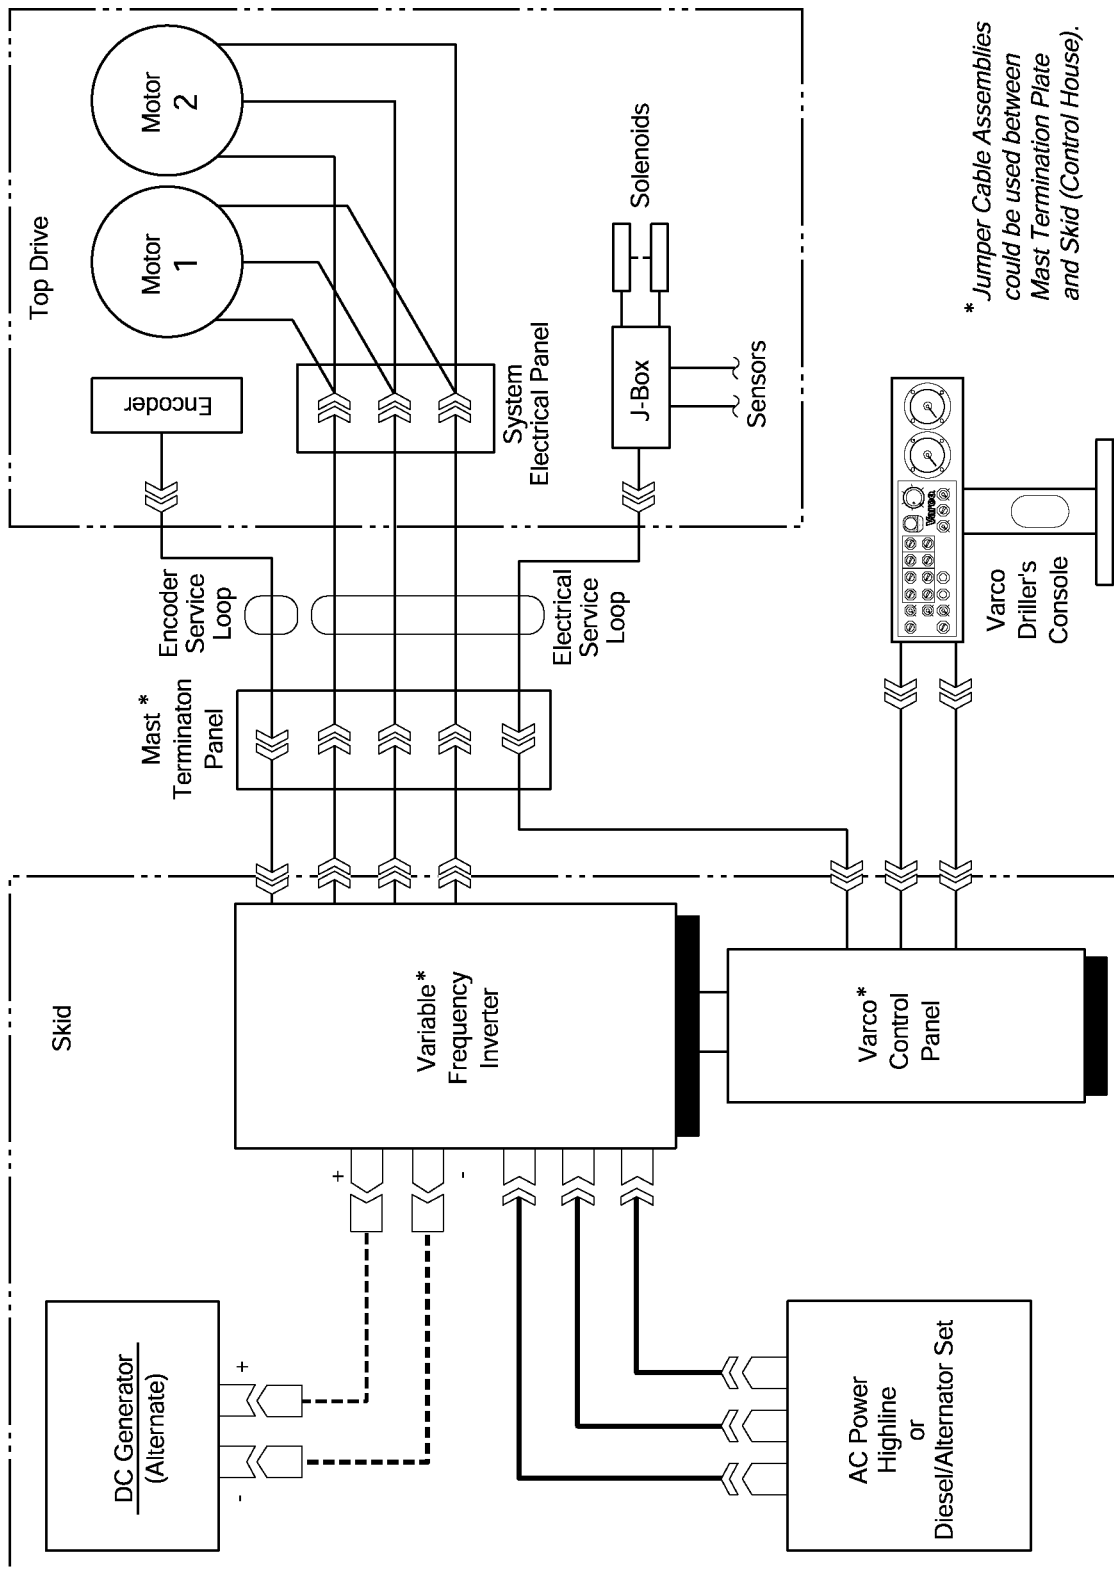 Top Drive
Motor
1
Motor
2
Encoder
System
Electrical Panel
J-Box
Solenoids
Sensors
Encoder
Service
Loop
Electrical
Service
Loop
Mast *
Terminaton
Panel
Varco
Varco
Driller's
Console
* Jumper Cable Assemblies
could be used between
Mast Termination Plate
and Skid (Control House).
Skid
Variable*
Frequency
Inverter
Varco*
Control
Panel
+
-
DC Generator
(Alternate)
+
-
AC Power
Highline
or
Diesel/Alternator Set